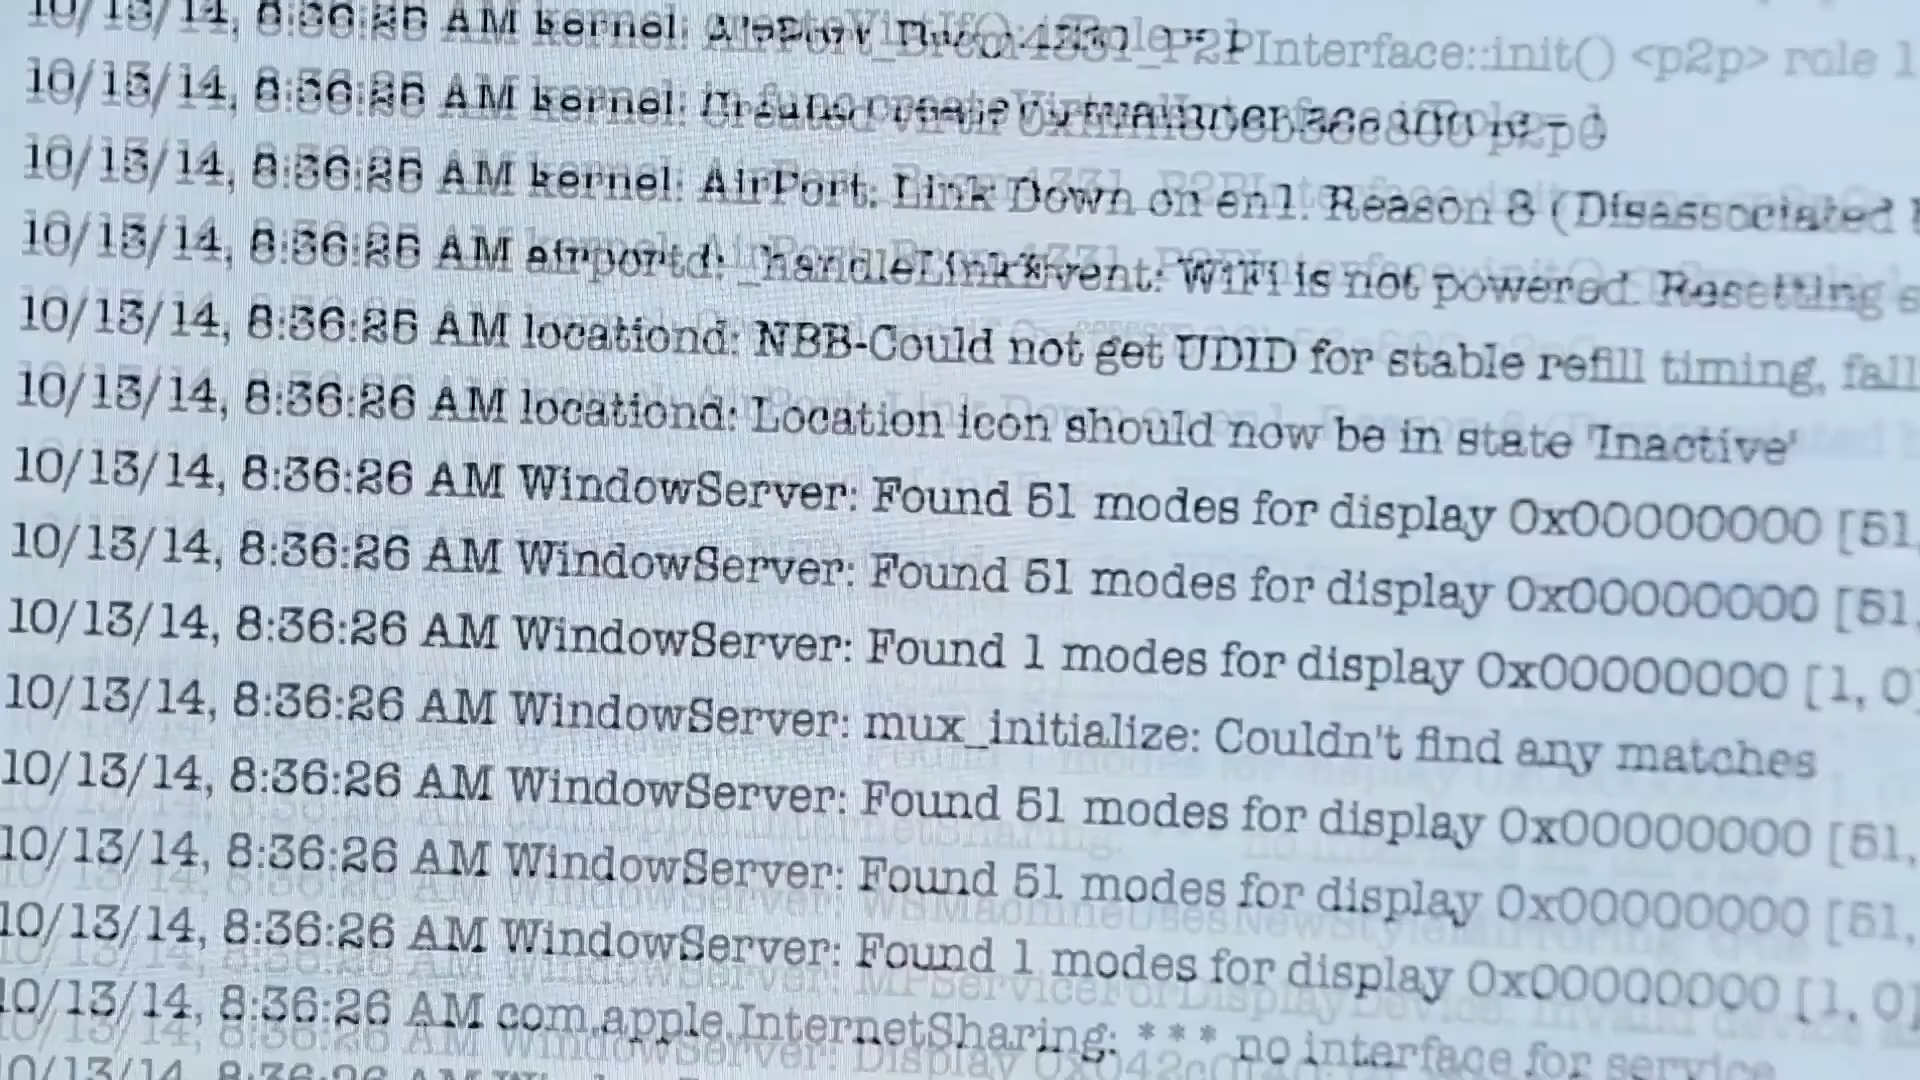 10/13/14, 8:36:26 AM kernel:
10/13/14, 8:36:26 AM kernel:
10/13/14, 8:36:26 AM kernel: AirPort: Link Down on en1. Reason 8 (Disassociated
10/13/14, 8:36:26 AM airportd: _handleLinkEvent: WiFi is not powered. Resetting
10/13/14, 8:36:26 AM locationd: NBB-Could not get UDID for stable refill timing, fall
10/13/14, 8:36:26 AM locationd: Location icon should now be in state 'Inactive'
10/13/14, 8:36:26 AM WindowServer: Found 51 modes for display 0x00000000 [51,
10/13/14, 8:36:26 AM WindowServer: Found 51 modes for display 0x00000000 [51,
10/13/14, 8:36:26 AM WindowServer: Found 1 modes for display 0x00000000 [1, 0]
10/13/14, 8:36:26 AM WindowServer: mux_initialize: Couldn't find any matches
10/13/14, 8:36:26 AM WindowServer: Found 51 modes for display 0x00000000 [51,
10/13/14, 8:36:26 AM WindowServer: Found 51 modes for display 0x00000000 [51,
10/13/14, 8:36:26 AM WindowServer: Found 1 modes for display 0x00000000 [1, 0]
10/13/14, 8:36:26 AM com.apple.InternetSharing: *** no interface for service